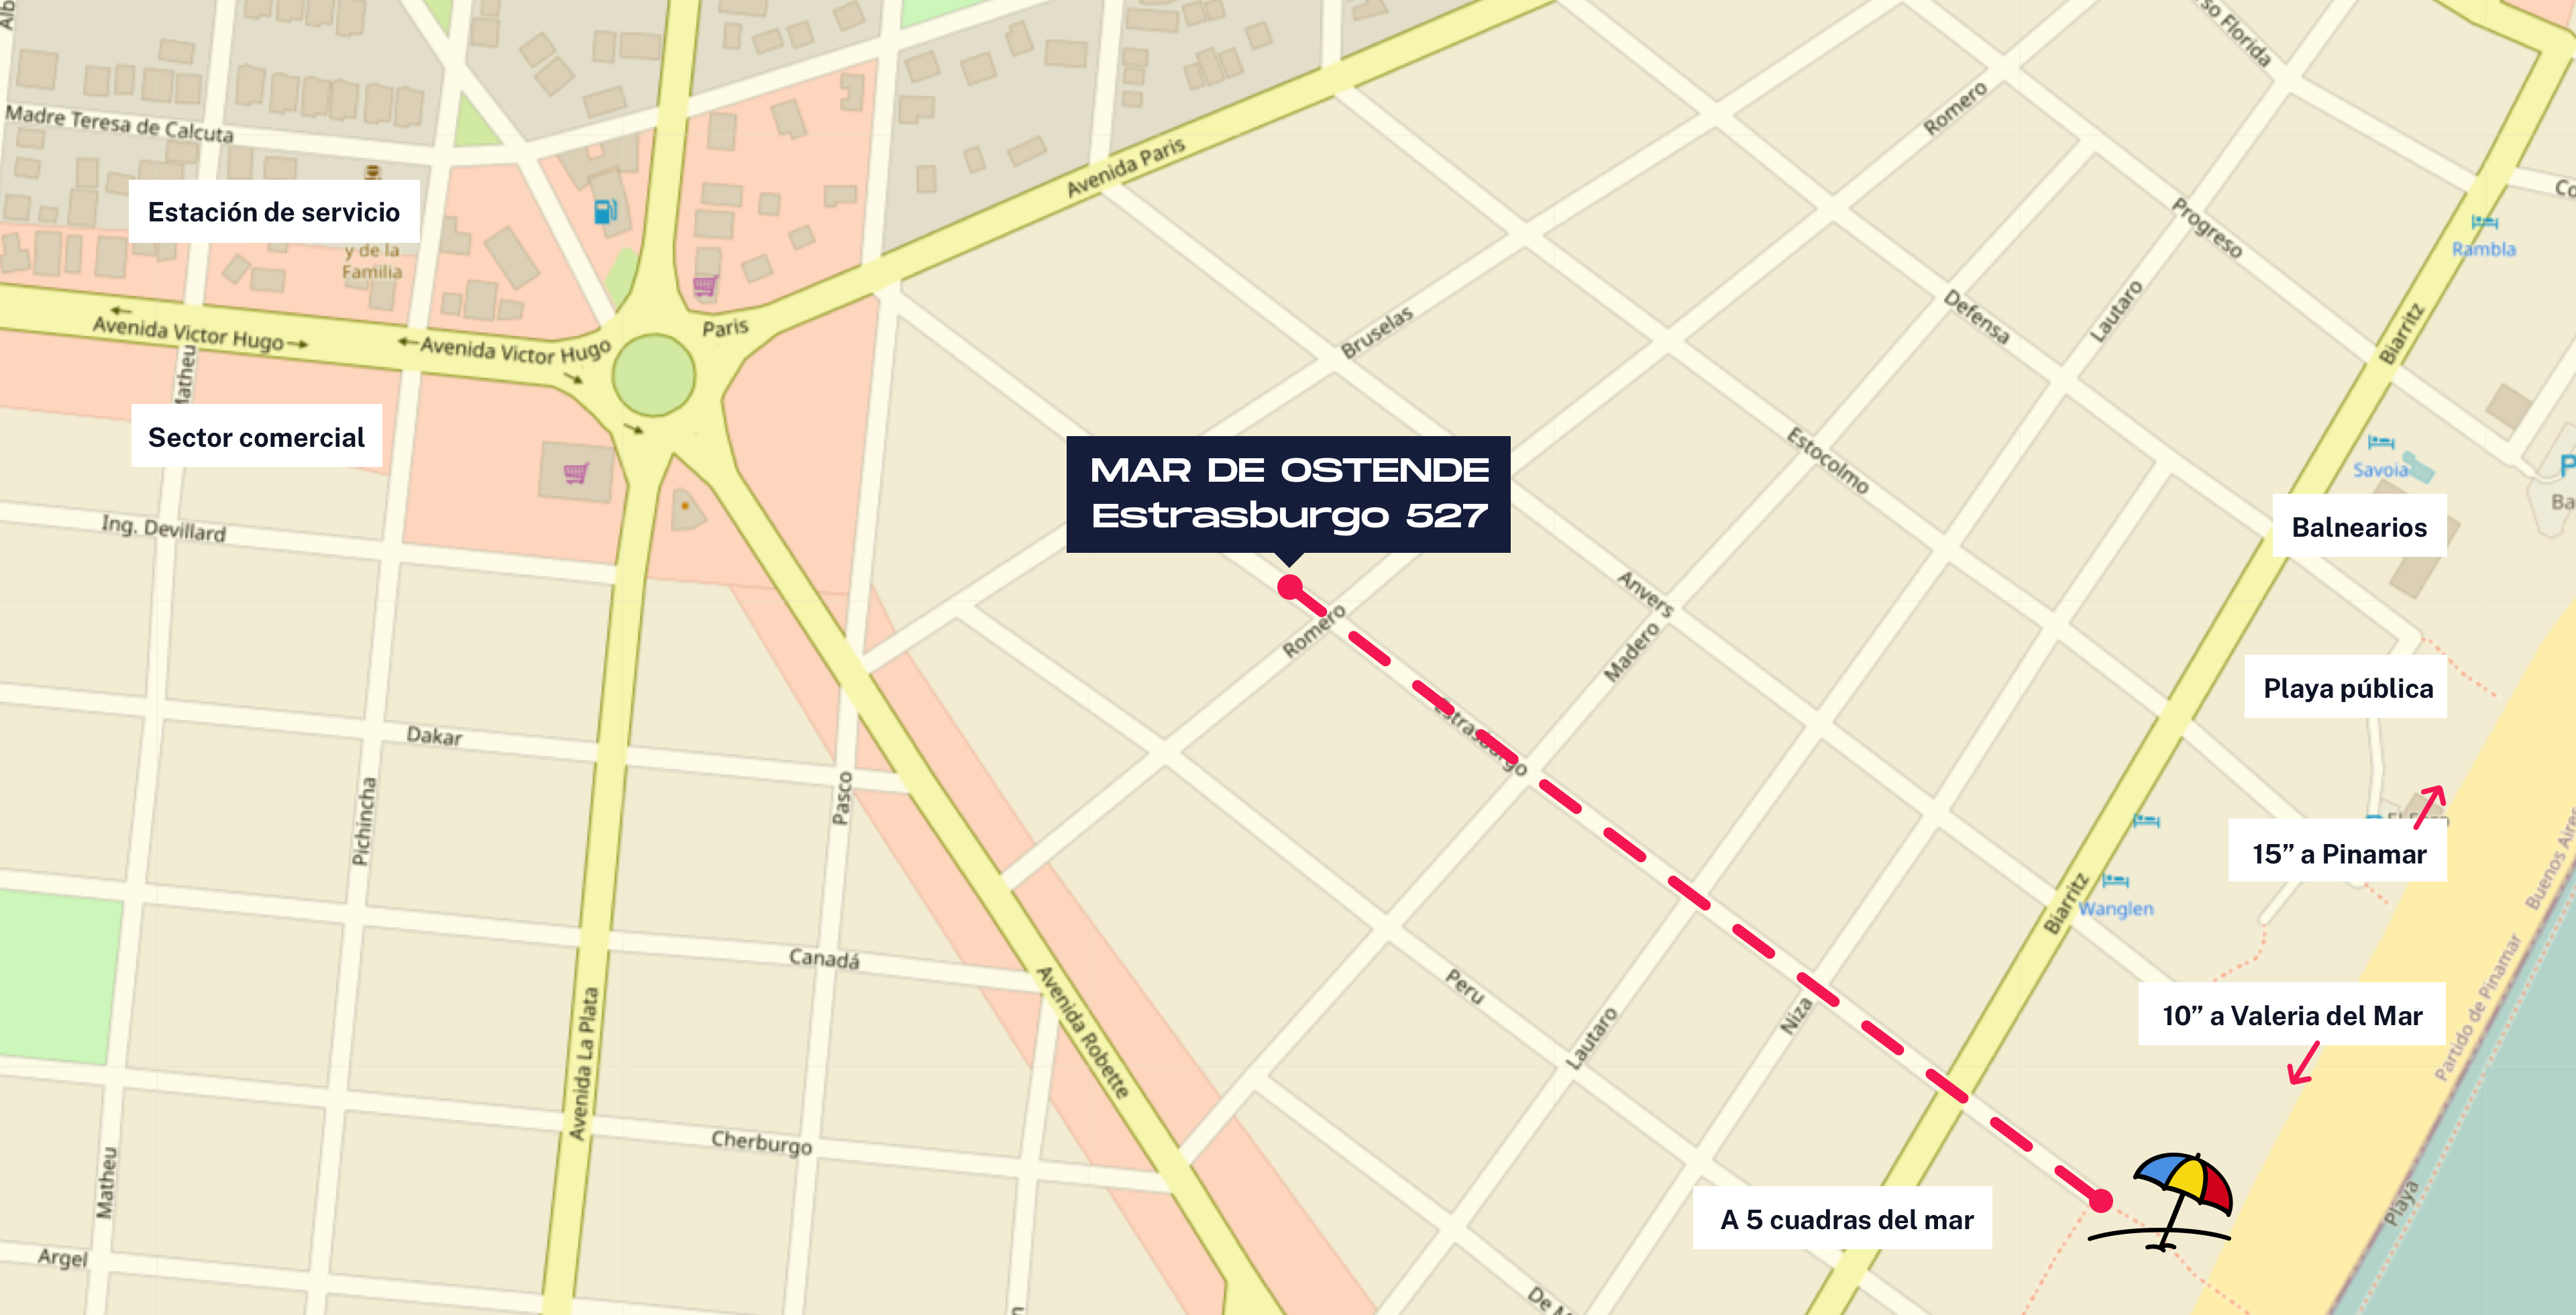 Florida
Madre Teresa de Calcuta
Romero
Avenida Paris
Estación de servicio
Progreso
Rambla
y de la
Familia
Avenida Victor Hugo
Avenida Victor Hugo
Paris
Bruselas
Defensa
Lautaro
Biarritz
Matheu
Sector comercial
MAR DE OSTENDE
Estrasburgo 527
Estocolmo
Savoia
Balnearios
Ing. Devillard
Anvers
Romero
Madero
Playa pública
Estrasburgo
Dakar
Pichincha
Pasco
15” a Pinamar
Biarritz
Wanglen
Buenos Aires
Canadá
Peru
Niza
Lautaro
10” a Valeria del Mar
Partido de Pinamar
Avenida La Plata
Avenida Robette
Cherburgo
Matheu
A 5 cuadras del mar
Playa
Argel